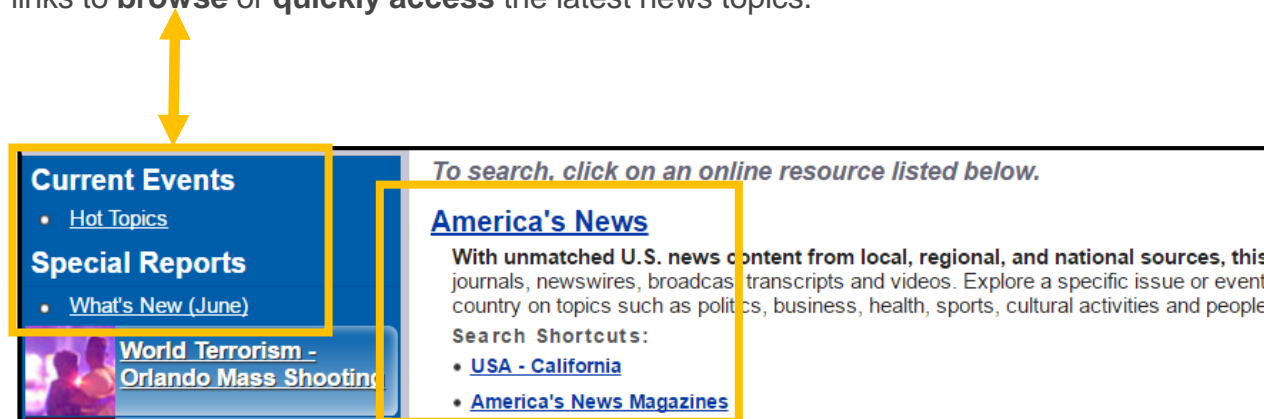 links to browse or quickly access the latest news topics.
Current Events
• Hot Topics
Special Reports
• What's New (June)
World Terrorism -
Orlando Mass Shooting
To search, click on an online resource listed below.
America's News
With unmatched U.S. news content from local, regional, and national sources, this
journals, newswires, broadcast transcripts and videos. Explore a specific issue or event
country on topics such as politics, business, health, sports, cultural activities and people
Search Shortcuts:
• USA - California
• America's News Magazines